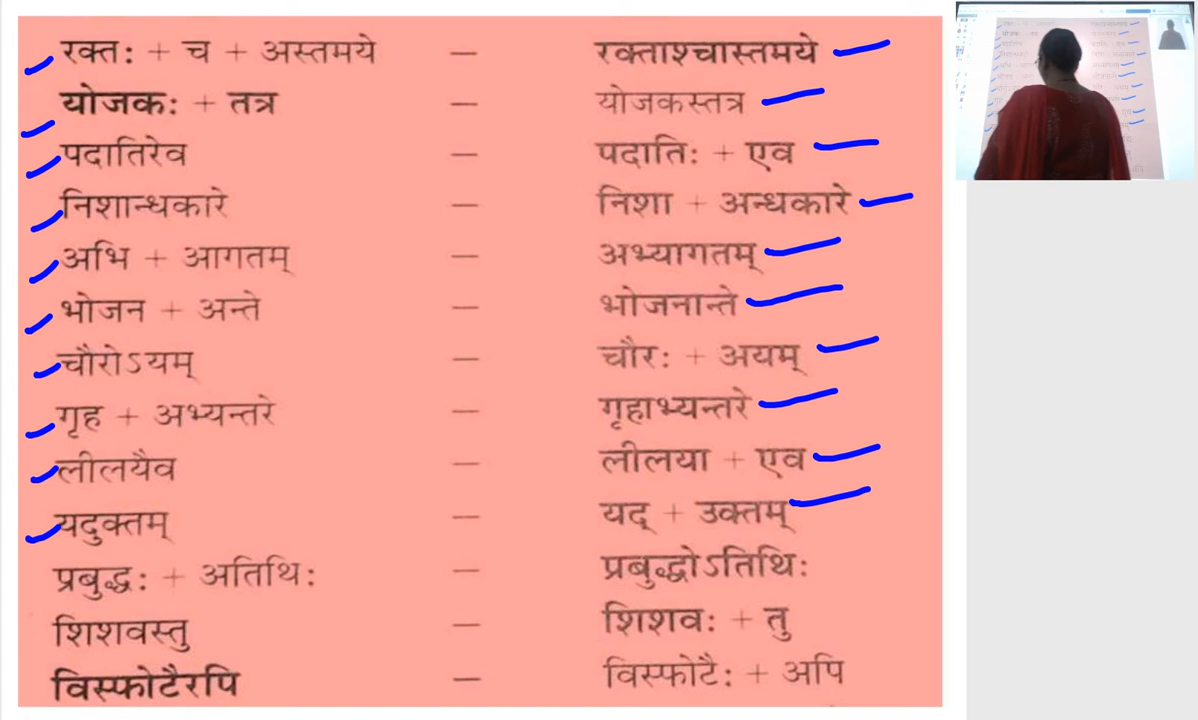 रक्तः + च + अस्तमये — रक्ताश्चास्तमये
योजकः + तत्र — योजकस्तत्र
पदातिरेव — पदातिः + एव
निशान्धकारे — निशा + अन्धकारे
अभि + आगतम् — अभ्यागतम्
भोजन + अन्ते — भोजनान्ते
चौरोऽयम् — चौरः + अयम्
गृह + अभ्यन्तरे — गृहाभ्यन्तरे
लीलयैव — लीलया + एव
यदुक्तम् — यद् + उक्तम्
प्रबुद्धः + अतिथिः — प्रबुद्धोऽतिथिः
शिशवस्तु — शिशवः + तु
विस्फोटैरपि — विस्फोटैः + अपि